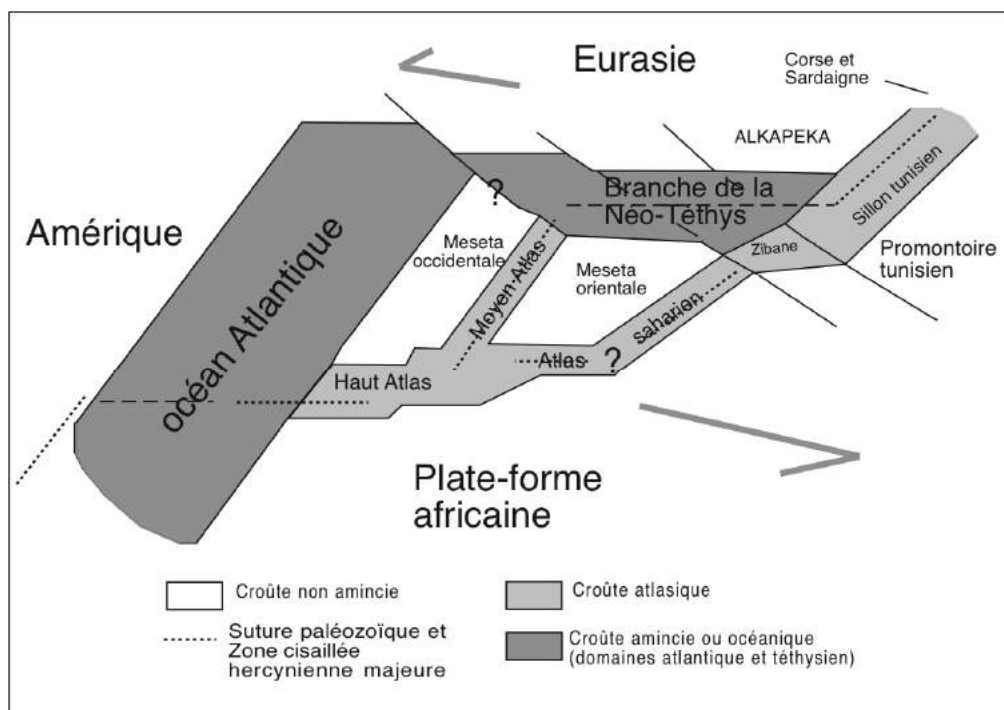 Eurasie
Corse et
Sardaigne
ALKAPEKA
Amérique
océan Atlantique
?
Branche de la
Néo-Téthys
Sillon tunisien
Zibane
Promontoire
tunisien
Meseta
occidentale
Moyen Atlas
Meseta
orientale
Haut Atlas
Atlas
?
saharien
Plate-forme
africaine
Croûte non amincie
Suture paléozoïque et
Zone cisaillée
hercynienne majeure
Croûte atlasique
Croûte amincie ou océanique
(domaines atlantique et téthysien)